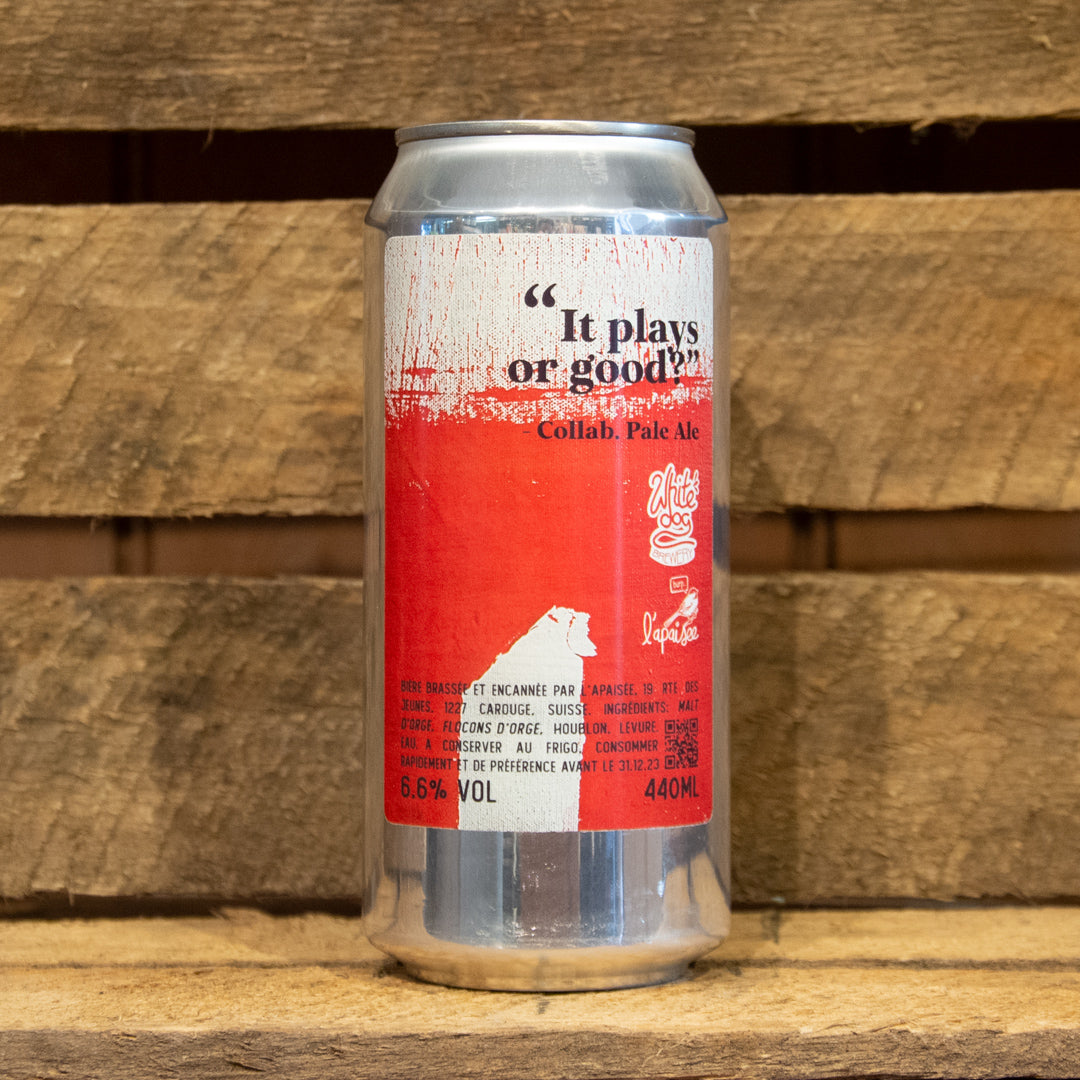 “It plays
or good?”
- Collab. Pale Ale
White
dog
BREWERY
burp.
l'apaisée
BIÈRE BRASSÉE ET ENCANNÉE PAR L'APAISÉE, 19, RTE DES
JEUNES, 1227 CAROUGE, SUISSE. INGRÉDIENTS: MALT
D'ORGE, FLOCONS D'ORGE, HOUBLON, LEVURE,
EAU. A CONSERVER AU FRIGO, CONSOMMER
RAPIDEMENT ET DE PRÉFÉRENCE AVANT LE 31.12.23
6.6% VOL
440ML